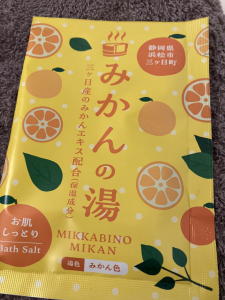 静岡県
浜松市
三ヶ日町
みかんの湯
三ヶ日産のみかんエキス配合(保湿成分)
お肌
しっとり
Bath Salt
MIKKABINO
MIKAN
湯色 みかん色